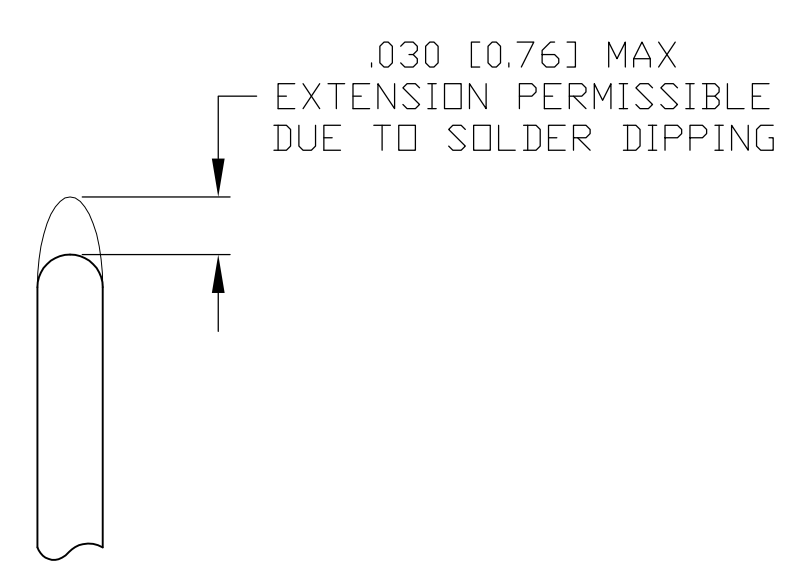 .030 [0.76] MAX
EXTENSION PERMISSIBLE
DUE TO SOLDER DIPPING